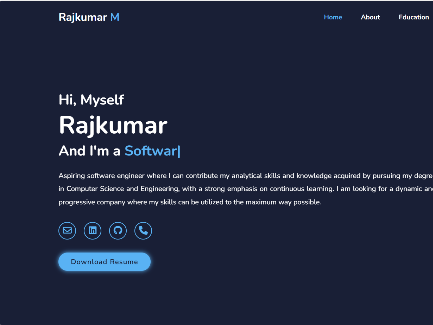 Rajkumar M
Home About Education
Hi, Myself
Rajkumar
And I'm a Softwar|
Aspiring software engineer where I can contribute my analytical skills and knowledge acquired by pursuing my degre
in Computer Science and Engineering, with a strong emphasis on continuous learning. I am looking for a dynamic an
progressive company where my skills can be utilized to the maximum way possible.
Download Resume